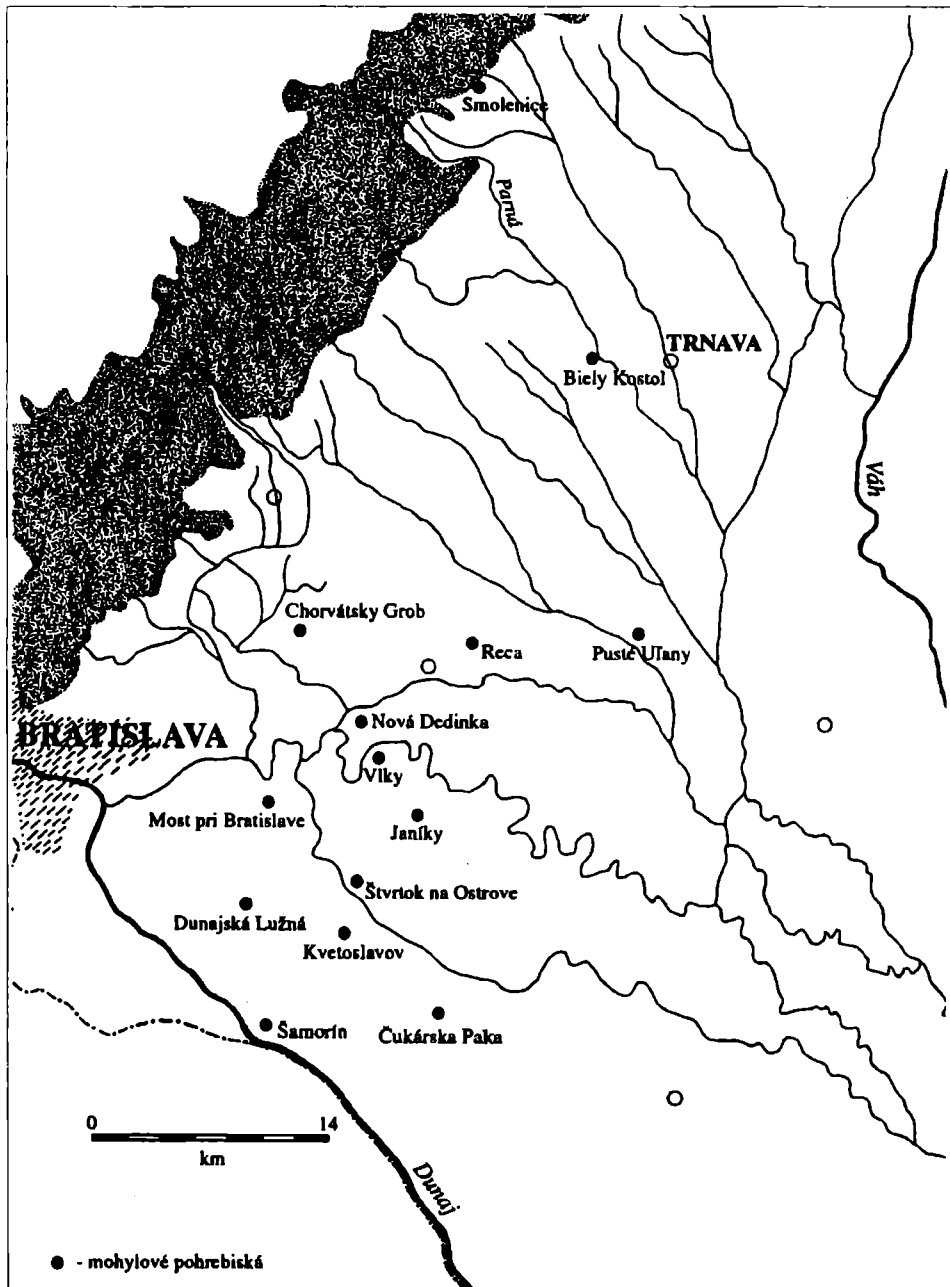 Smolenice
Parná
TRNAVA
Biely Kostol
Váh
Chorvátsky Grob
Reca
Pusté Uľany
BRATISLAVA
Nová Dedinka
Vlky
Most pri Bratislave
Janíky
Štvrtok na Ostrove
Dunajská Lužná
Kvetoslavov
Šamorín
Čukárska Paka
0 14
km
Dunaj
- mohylové pohrebiská